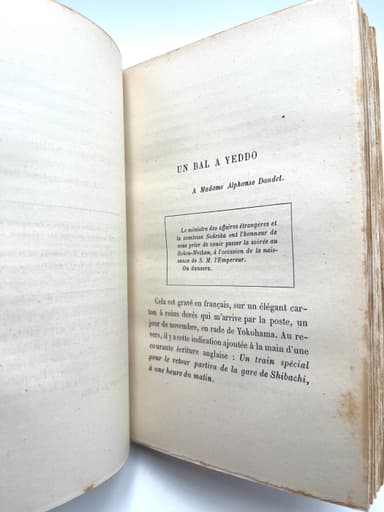 UN BAL A YEDDO
A Madame Alphonse Daudet.
Le ministre des affaires étrangères et
la comtesse Sodeska ont l'honneur de
vous prier de venir passer la soirée au
Rokou-Meïkan, à l'occasion de la nais-
sance de S. M. l'Empereur.
On dansera.
Cela est gravé en français, sur un élégant car-
ton à coins dorés qui m'arrive par la poste, un
jour de novembre, en rade de Yokohama. Au re-
vers, il y a cette indication ajoutée à la main d'une
courante écriture anglaise : Un train spécial
pour le retour partira de la gare de Shibachi,
à une heure du matin.